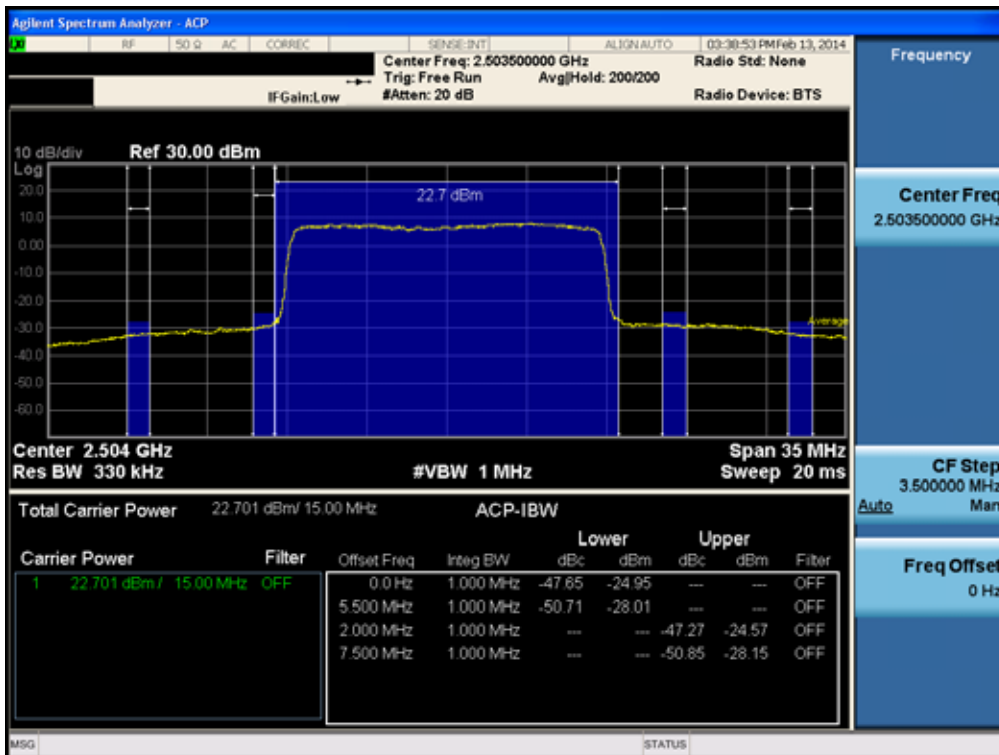 Agilent Spectrum Analyzer - ACP
LXI RF 50 Ω AC CORREC SENSE:INT ALIGN AUTO 03:38:53 PM Feb 13, 2014
Center Freq: 2.503500000 GHz Radio Std: None
Trig: Free Run Avg|Hold: 200/200
IFGain:Low #Atten: 20 dB Radio Device: BTS
10 dB/div Ref 30.00 dBm
Log
20.0
10.0
0.00
-10.0
-20.0
-30.0
-40.0
-50.0
-60.0
22.7 dBm
Average
Center 2.504 GHz Span 35 MHz
Res BW 330 kHz #VBW 1 MHz Sweep 20 ms
Total Carrier Power 22.701 dBm/ 15.00 MHz ACP-IBW
Lower Upper
Carrier Power Filter Offset Freq Integ BW dBc dBm dBc dBm Filter
1 22.701 dBm / 15.00 MHz OFF 0.0 Hz 1.000 MHz -47.65 -24.95 --- --- OFF
5.500 MHz 1.000 MHz -50.71 -28.01 --- --- OFF
2.000 MHz 1.000 MHz --- --- -47.27 -24.57 OFF
7.500 MHz 1.000 MHz --- --- -50.85 -28.15 OFF
MSG STATUS
Frequency
Center Freq
2.503500000 GHz
CF Step
3.500000 MHz
Auto Man
Freq Offset
0 Hz